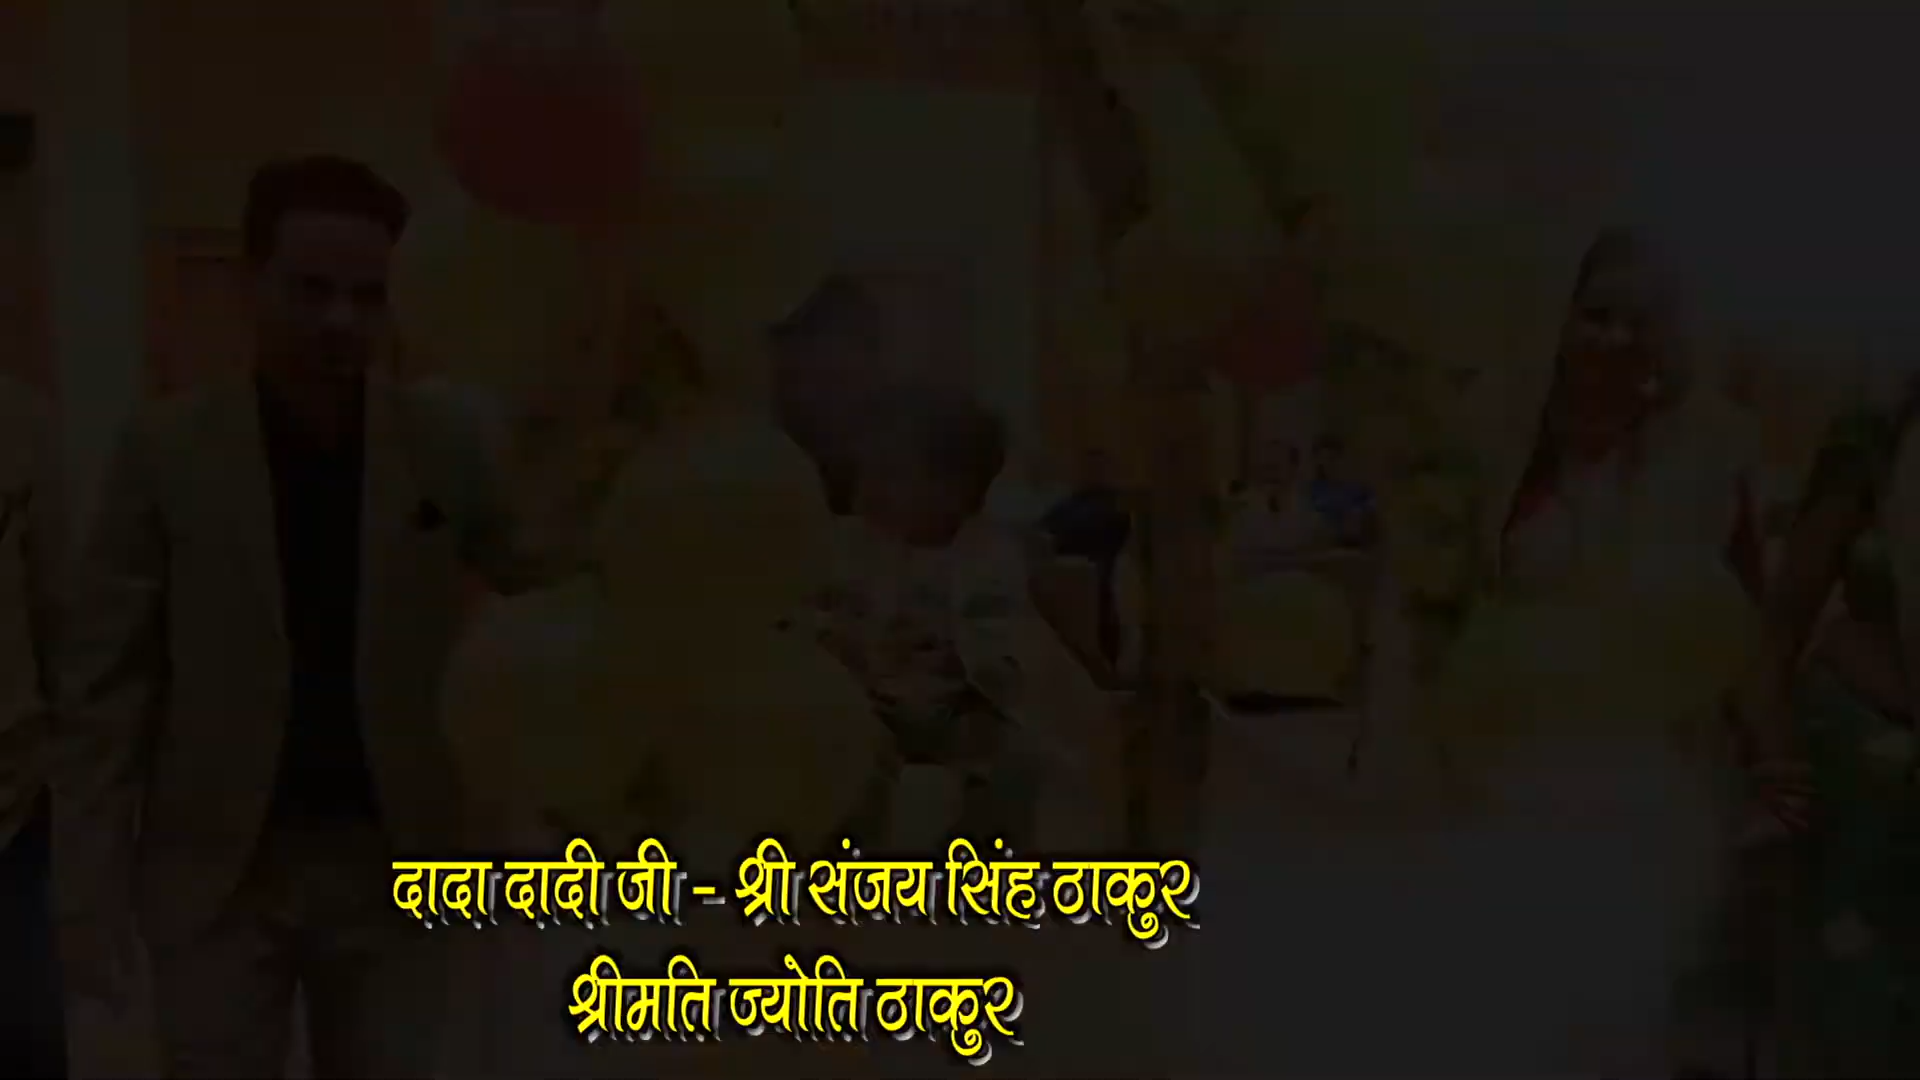 दादा दादी जी - श्री संजय सिंह ठाकुर
श्रीमति ज्योति ठाकुर